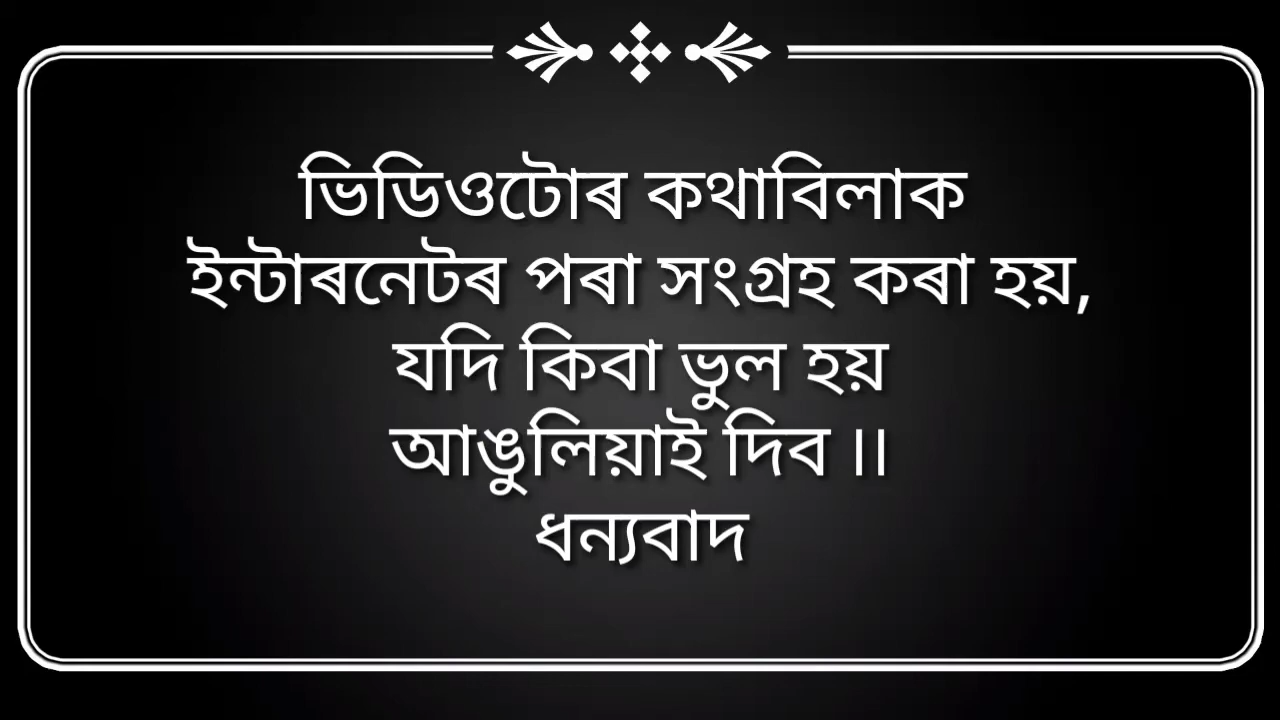 ভিডিওটোৰ কথাবিলাক
ইন্টাৰনেটৰ পৰা সংগ্ৰহ কৰা হয়,
যদি কিবা ভুল হয়
আঙুলিয়াই দিব ।।
ধন্যবাদ